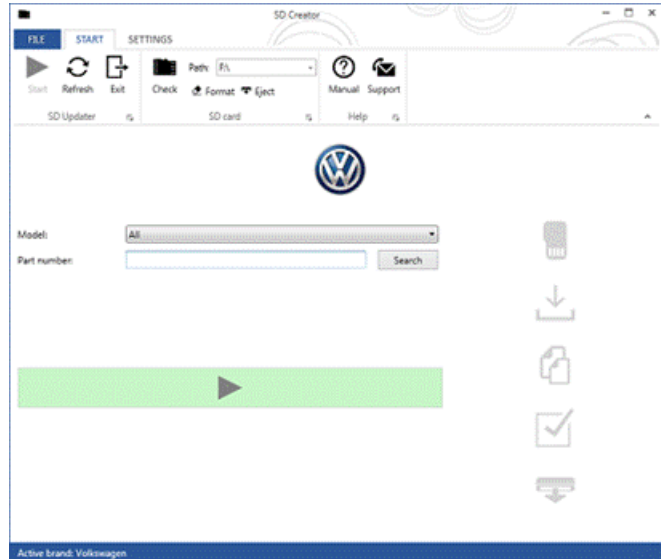 SD Creator
FILE START SETTINGS
Path: F:\
Start Refresh Exit Check Format Eject Manual Support
SD Updater SD card Help
Model: All
Part number: Search
Active brand: Volkswagen